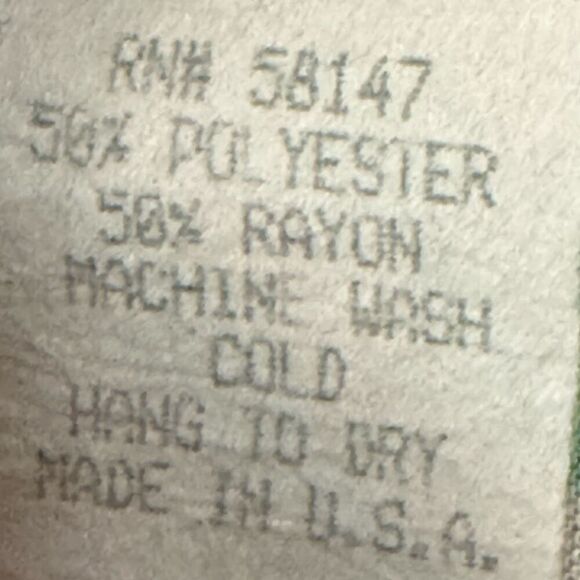 RN# 58147
50% POLYESTER
50% RAYON
MACHINE WASH
COLD
HANG TO DRY
MADE IN U.S.A.